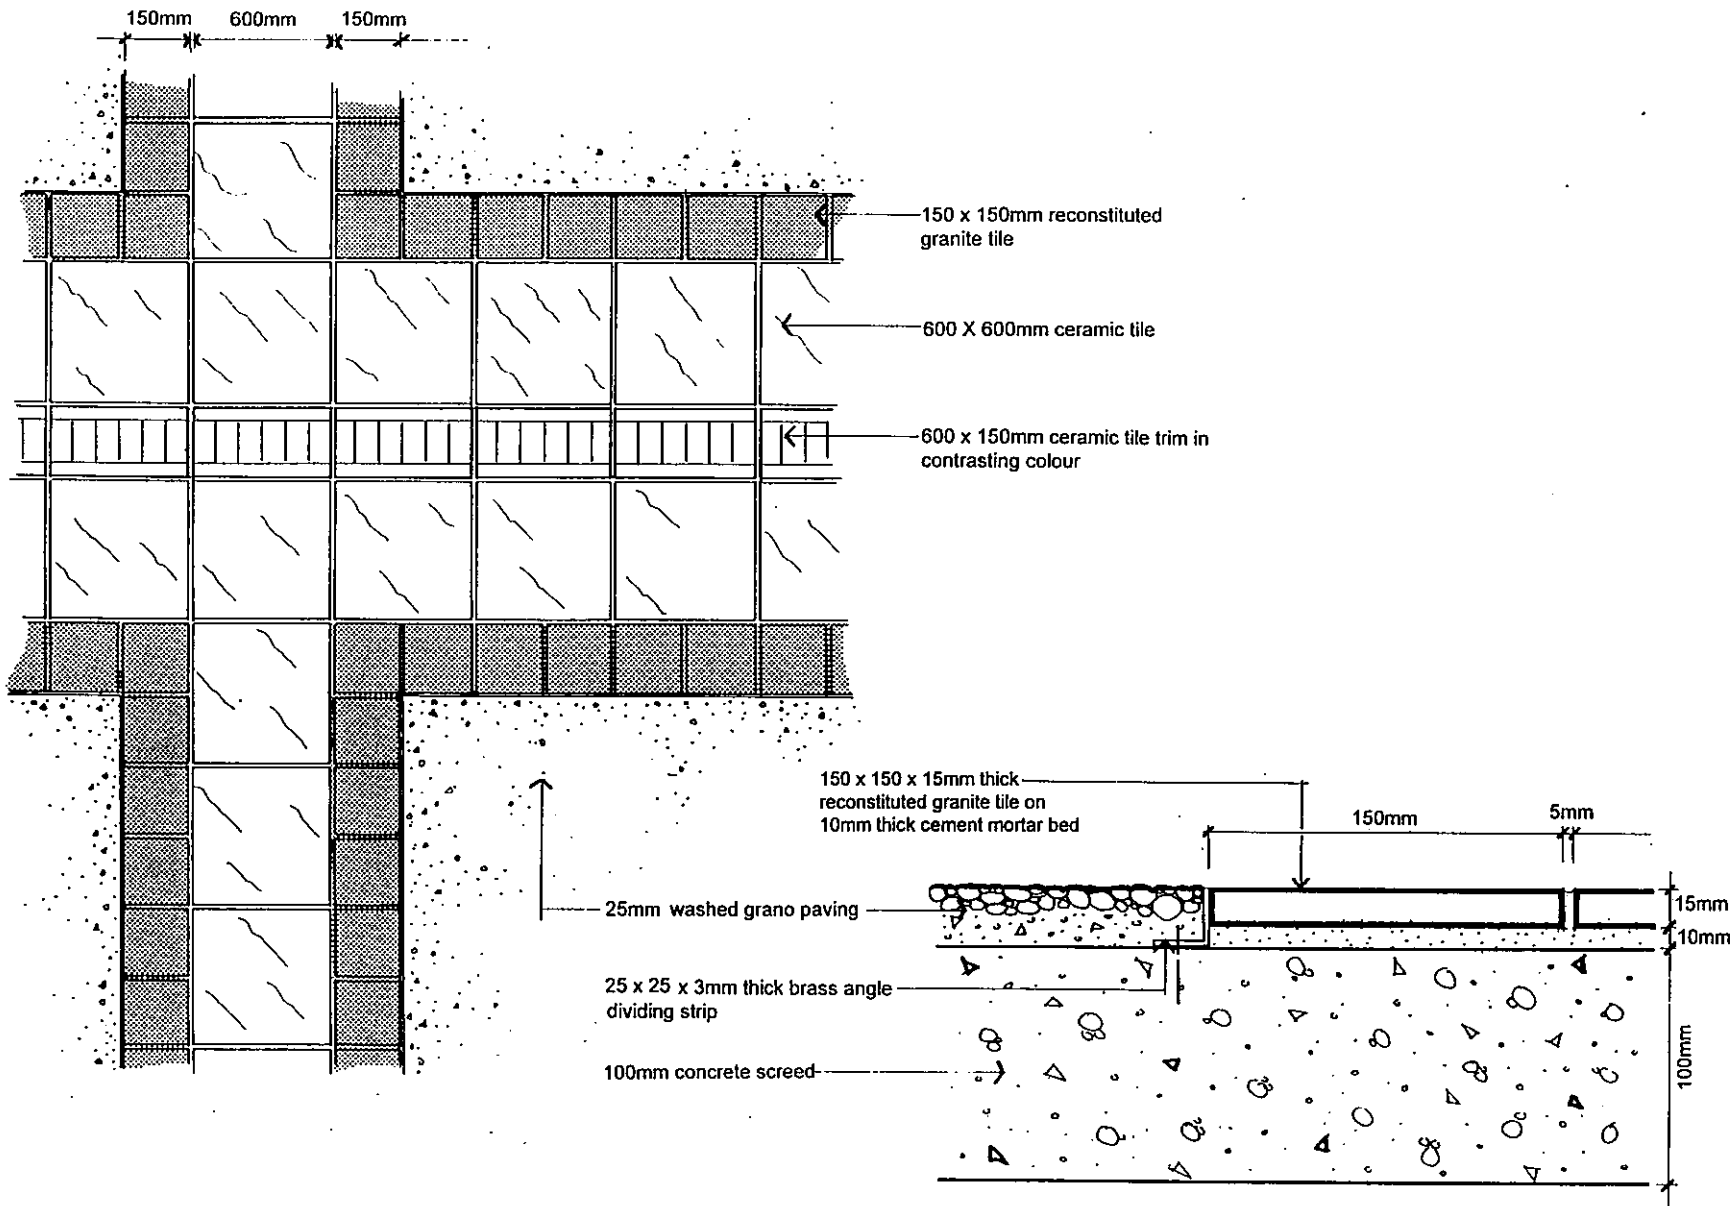 150mm 600mm 150mm
150 x 150mm reconstituted
granite tile
600 X 600mm ceramic tile
600 x 150mm ceramic tile trim in
contrasting colour
150 x 150 x 15mm thick
reconstituted granite tile on
10mm thick cement mortar bed
150mm 5mm
25mm washed grano paving
15mm
10mm
25 x 25 x 3mm thick brass angle
dividing strip
100mm concrete screed
100mm